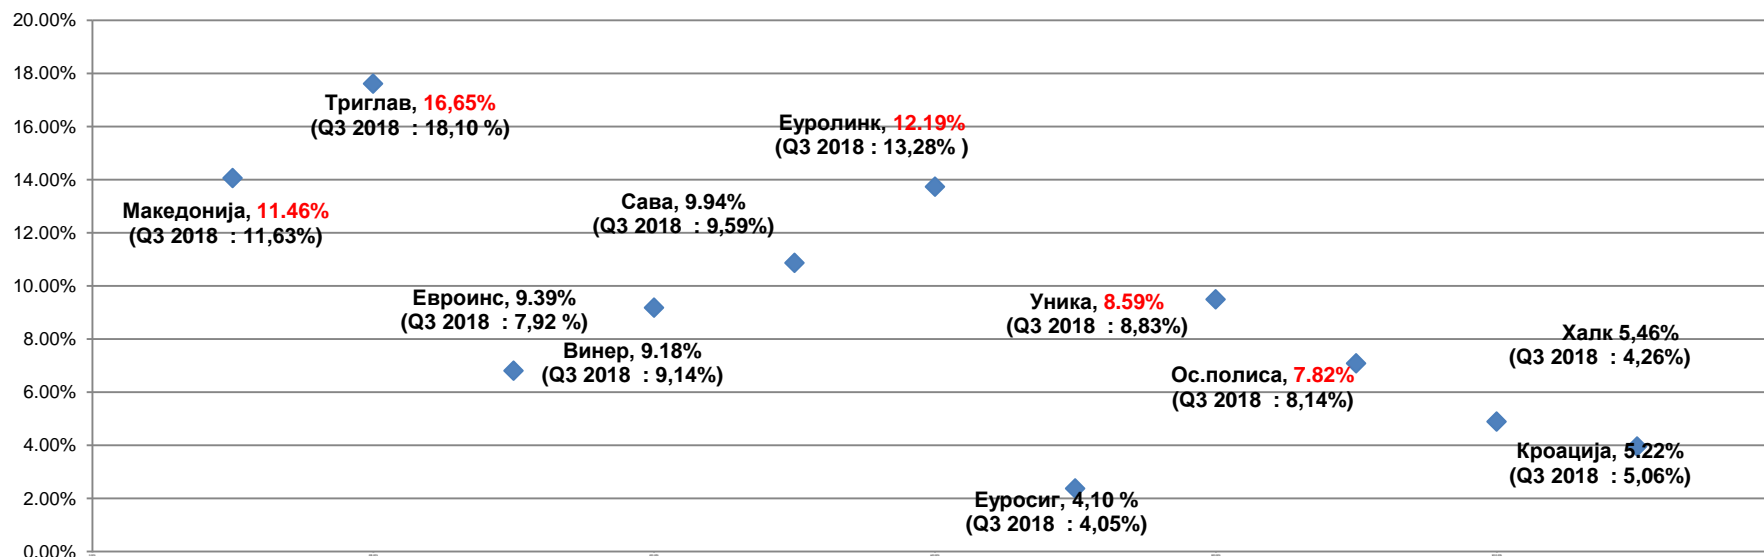 20.00%
18.00%
16.00%
14.00%
12.00%
10.00%
8.00%
6.00%
4.00%
2.00%
0.00%
Триглав, 16,65%
(Q3 2018 : 18,10 %)
Еуролинк, 12.19%
(Q3 2018 : 13,28% )
Македонија, 11.46%
(Q3 2018 : 11,63%)
Сава, 9.94%
(Q3 2018 : 9,59%)
Евроинс, 9.39%
(Q3 2018 : 7,92 %)
Винер, 9.18%
(Q3 2018 : 9,14%)
Уника, 8.59%
(Q3 2018 : 8,83%)
Халк 5,46%
(Q3 2018 : 4,26%)
Ос.полиса, 7.82%
(Q3 2018 : 8,14%)
Кроација, 5.22%
(Q3 2018 : 5,06%)
Еуросиг, 4,10 %
(Q3 2018 : 4,05%)